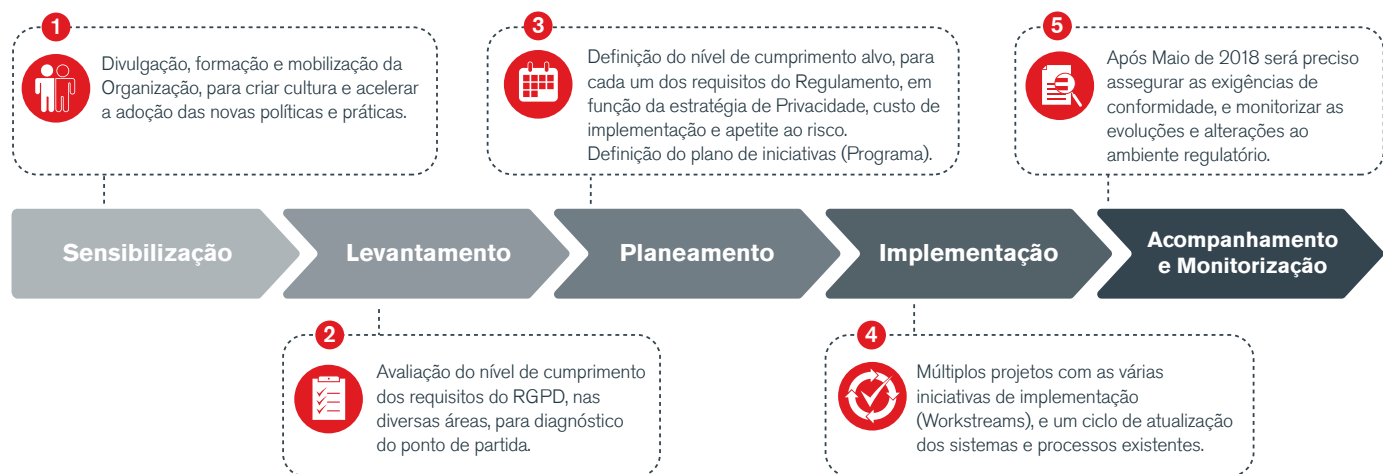 1
Divulgação, formação e mobilização da
Organização, para criar cultura e acelerar
a adoção das novas políticas e práticas.
3
Definição do nível de cumprimento alvo, para
cada um dos requisitos do Regulamento, em
função da estratégia de Privacidade, custo de
implementação e apetite ao risco.
Definição do plano de iniciativas (Programa).
5
Após Maio de 2018 será preciso
assegurar as exigências de
conformidade, e monitorizar as
evoluções e alterações ao
ambiente regulatório.
Sensibilização
Levantamento
Planeamento
Implementação
Acompanhamento
e Monitorização
2
Avaliação do nível de cumprimento
dos requisitos do RGPD, nas
diversas áreas, para diagnóstico
do ponto de partida.
4
Múltiplos projetos com as várias
iniciativas de implementação
(Workstreams), e um ciclo de atualização
dos sistemas e processos existentes.